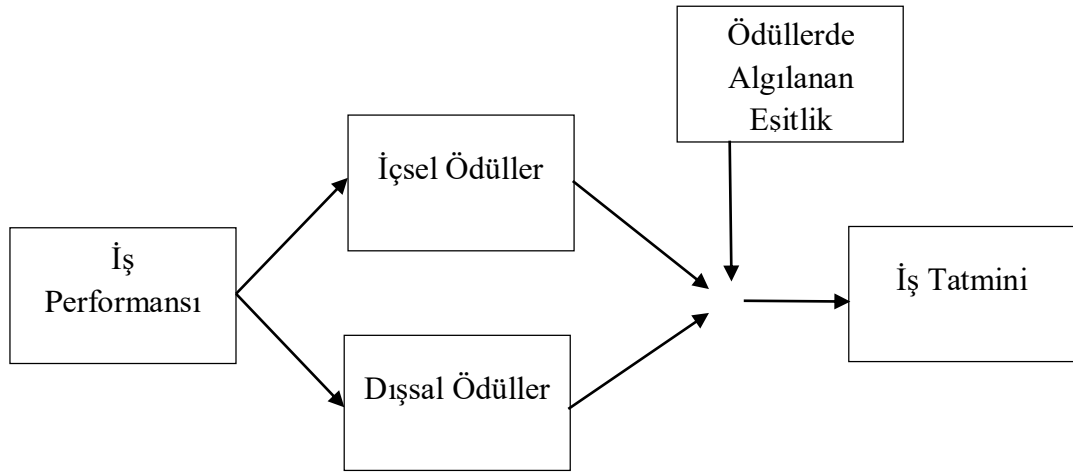 Ödüllerde
Algılanan
Eşitlik
İçsel Ödüller
İş
Performansı
İş Tatmini
Dışsal Ödüller